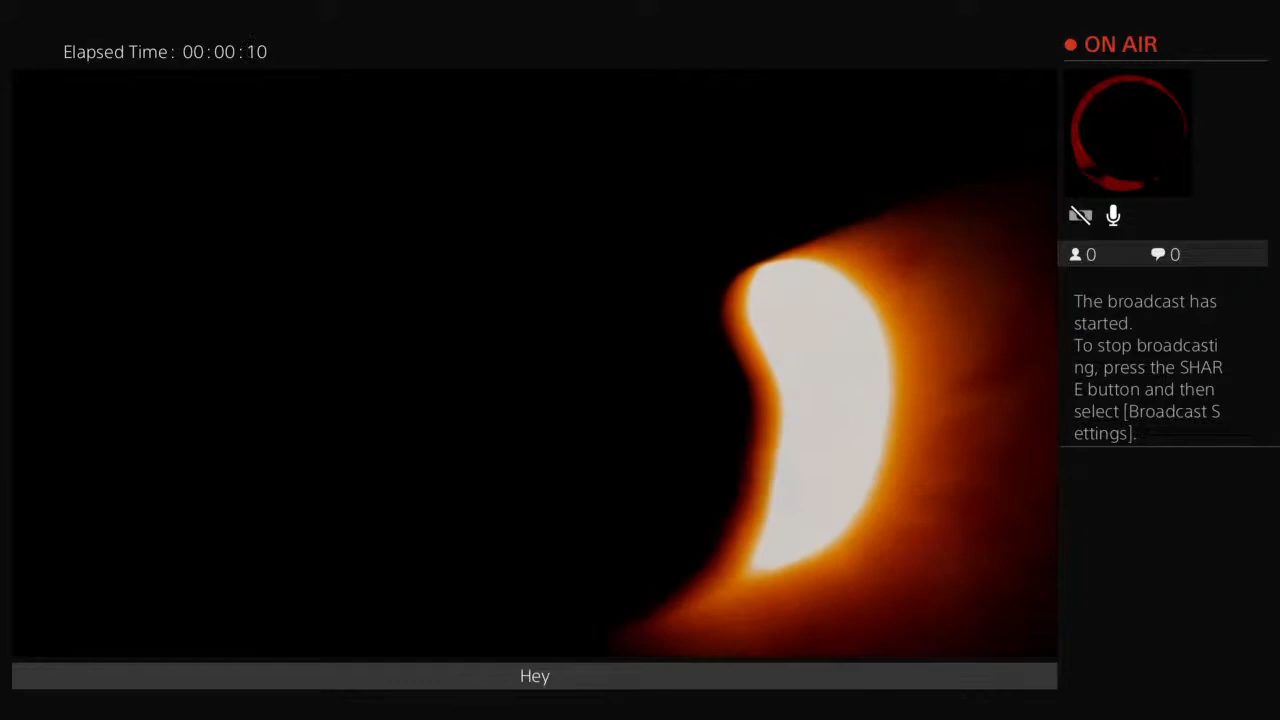 Elapsed Time: 00:00:10
ON AIR
0 0
The broadcast has
started.
To stop broadcasti
ng, press the SHAR
E button and then
select [Broadcast S
ettings].
Hey